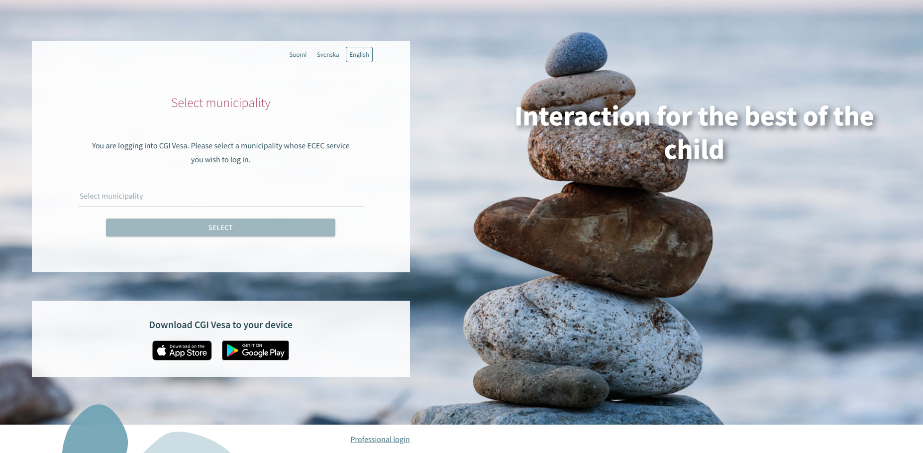 Suomi Svenska English
Select municipality
You are logging into CGI Vesa. Please select a municipality whose ECEC service
you wish to log in.
Select municipality
SELECT
Interaction for the best of the
child
Download CGI Vesa to your device
Download on the
App Store
GET IT ON
Google Play
Professional login